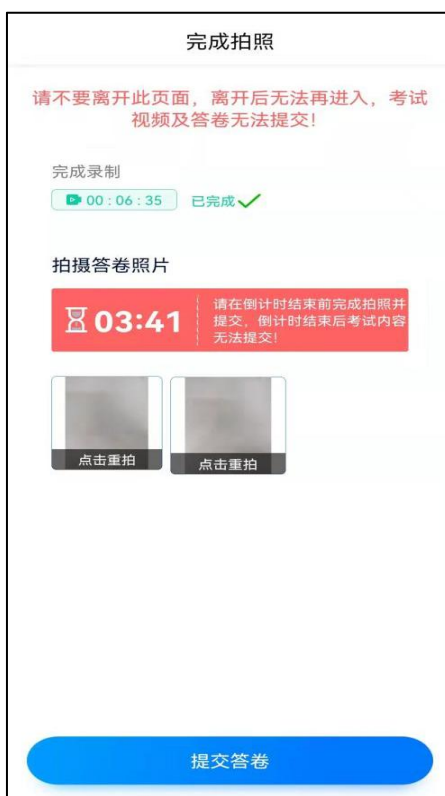 完成拍照
请不要离开此页面，离开后无法再进入，考试
视频及答卷无法提交！
完成录制
00:06:35 已完成
拍摄答卷照片
03:41
请在倒计时结束前完成拍照并
提交，倒计时结束后考试内容
无法提交！
点击重拍
点击重拍
提交答卷